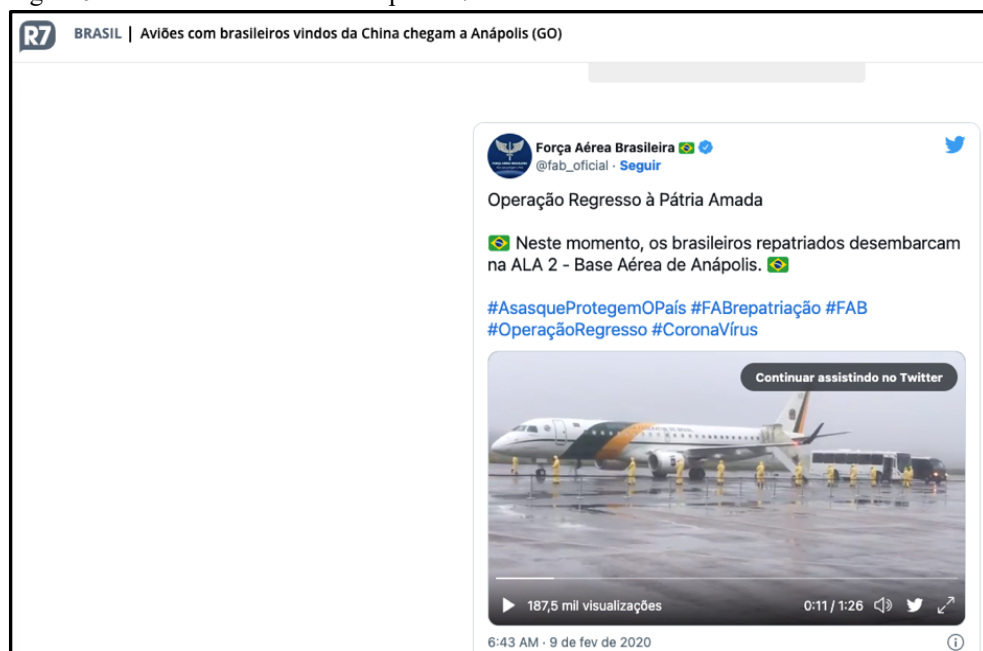 R7 BRASIL | Aviões com brasileiros vindos da China chegam a Anápolis (GO)
Força Aérea Brasileira
@fab_oficial · Seguir
Operação Regresso à Pátria Amada
Neste momento, os brasileiros repatriados desembarcam
na ALA 2 - Base Aérea de Anápolis.
#AsasqueProtegemOPaís #FABrepatriação #FAB
#OperaçãoRegresso #CoronaVírus
Continuar assistindo no Twitter
187,5 mil visualizações 0:11 / 1:26
6:43 AM · 9 de fev de 2020